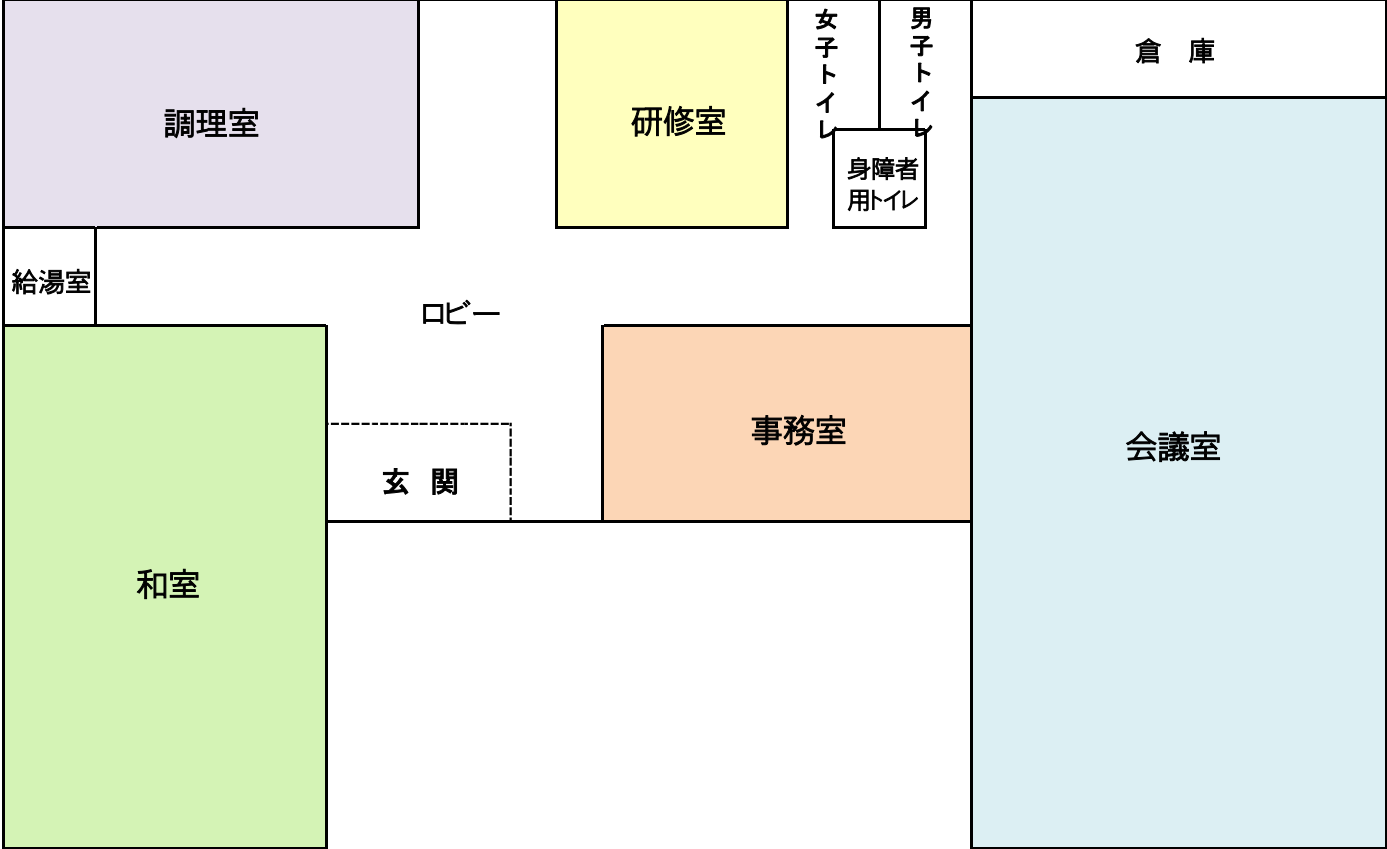 調理室
研修室
女子トイレ
男子トイレ
倉　庫
身障者
用トイレ
給湯室
ロビー
事務室
会議室
玄　関
和室